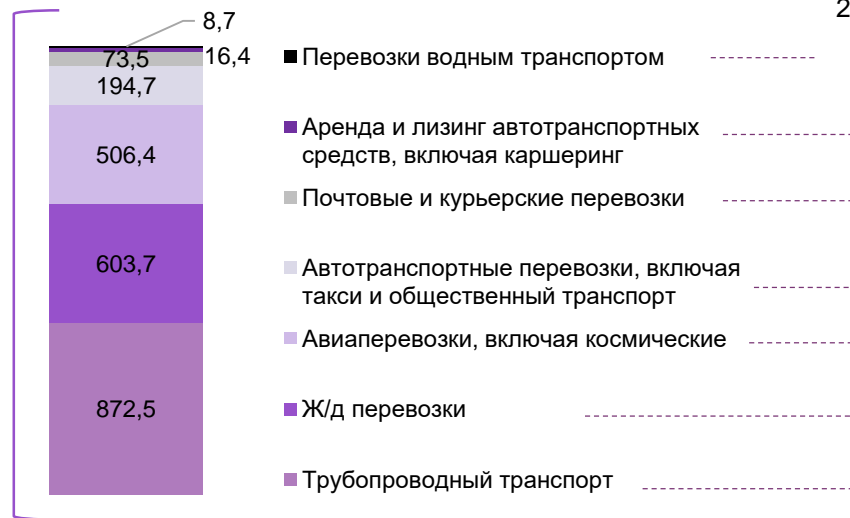 8,7
2
16,4
73,5
194,7
506,4
603,7
872,5
Перевозки водным транспортом
Аренда и лизинг автотранспортных
средств, включая каршеринг
Почтовые и курьерские перевозки
Автотранспортные перевозки, включая
такси и общественный транспорт
Авиаперевозки, включая космические
Ж/д перевозки
Трубопроводный транспорт